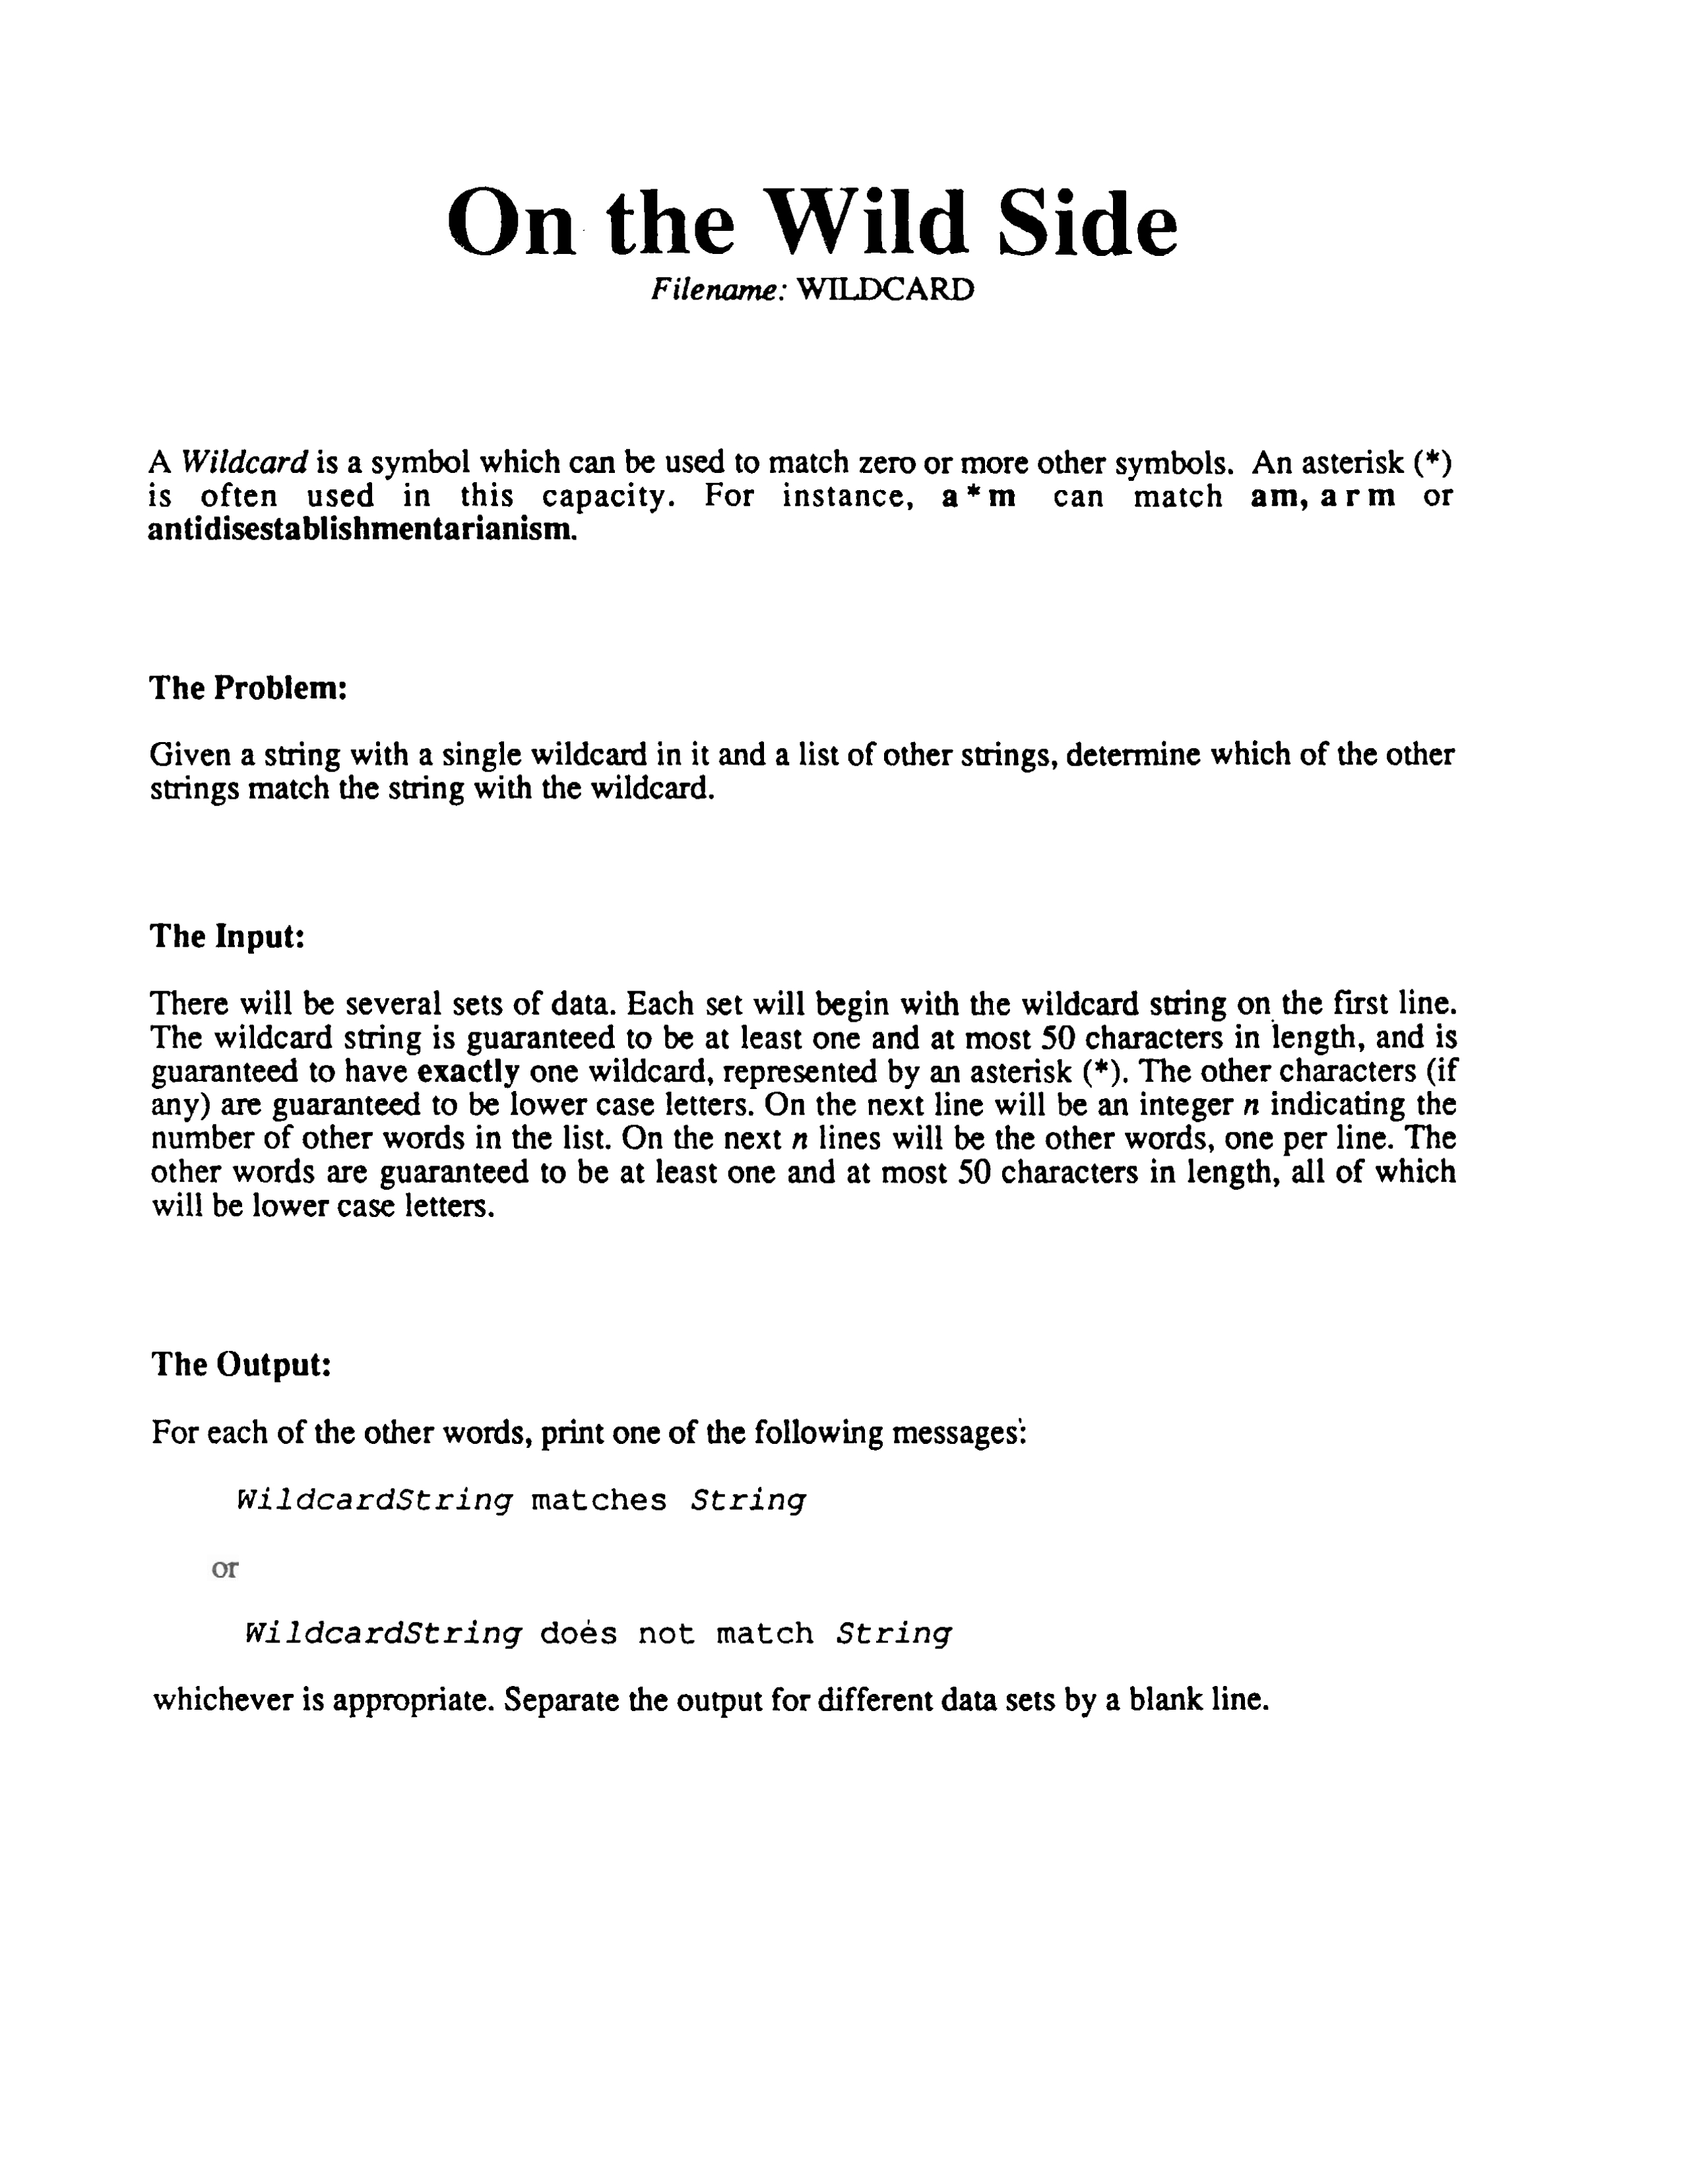 On the Wild Side
Filename: WILDCARD
A Wildcard is a symbol which can be used to match zero or more other symbols. An asterisk (*)
is often used in this capacity. For instance, a*m can match am, arm or
antidisestablishmentarianism.
The Problem:
Given a string with a single wildcard in it and a list of other strings, determine which of the other
strings match the string with the wildcard.
The Input:
There will be several sets of data. Each set will begin with the wildcard string on the first line.
The wildcard string is guaranteed to be at least one and at most 50 characters in length, and is
guaranteed to have exactly one wildcard, represented by an asterisk (*). The other characters (if
any) are guaranteed to be lower case letters. On the next line will be an integer n indicating the
number of other words in the list. On the next n lines will be the other words, one per line. The
other words are guaranteed to be at least one and at most 50 characters in length, all of which
will be lower case letters.
The Output:
For each of the other words, print one of the following messages:
WildcardString matches String
or
WildcardString does not match String
whichever is appropriate. Separate the output for different data sets by a blank line.